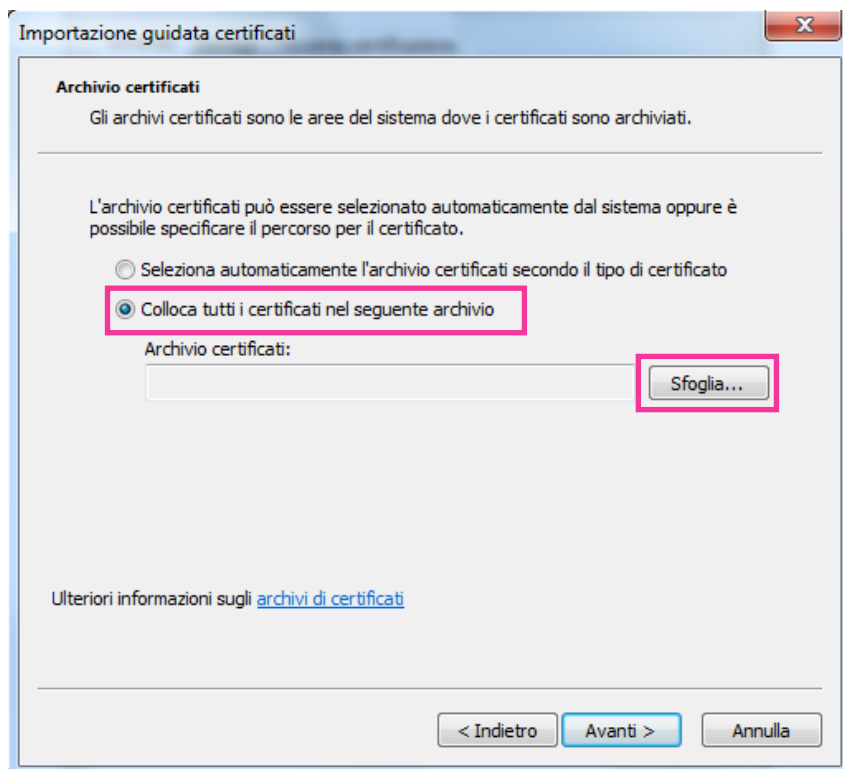 Importazione guidata certificati
Archivio certificati
Gli archivi certificati sono le aree del sistema dove i certificati sono archiviati.
L'archivio certificati può essere selezionato automaticamente dal sistema oppure è
possibile specificare il percorso per il certificato.
Seleziona automaticamente l'archivio certificati secondo il tipo di certificato
Colloca tutti i certificati nel seguente archivio
Archivio certificati:
Sfoglia...
Ulteriori informazioni sugli archivi di certificati
< Indietro Avanti > Annulla